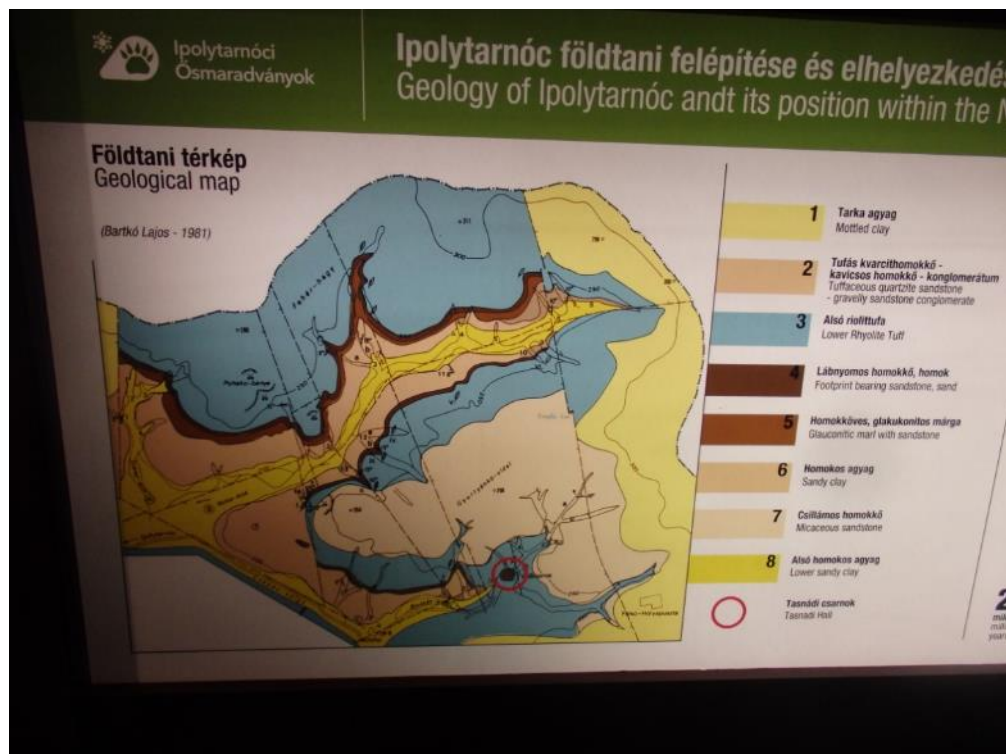 Ipolytarnóci
Ősmaradványok
Ipolytarnóc földtani felépítése és
Geology of Ipolytarnóc andt its position within the
Földtani térkép
Geological map
(Bartkó Lajos - 1981)
1 Tarka agyag
Mottled clay
2 Tufás kvarcithomokkő -
kavicsos homokkő - konglomerátum
Tuffaceous quartzite sandstone
- gravelly sandstone conglomerate
3 Alsó riolittufa
Lower Rhyolite Tuff
4 Lábnyomos homokkő, homok
Footprint bearing sandstone, sand
5 Homokköves, glakukonitos márga
Glauconitic marl with sandstone
6 Homokos agyag
Sandy clay
7 Csillámos homokkő
Micaceous sandstone
8 Alsó homokos agyag
Lower sandy clay
Tasnádi csarnok
Tasnadi Hall